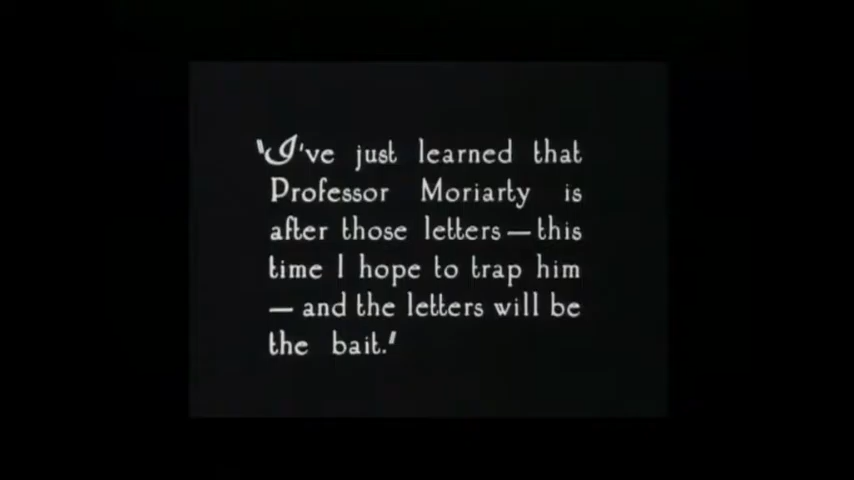 "I've just learned that
Professor Moriarty is
after those letters — this
time I hope to trap him
— and the letters will be
the bait."